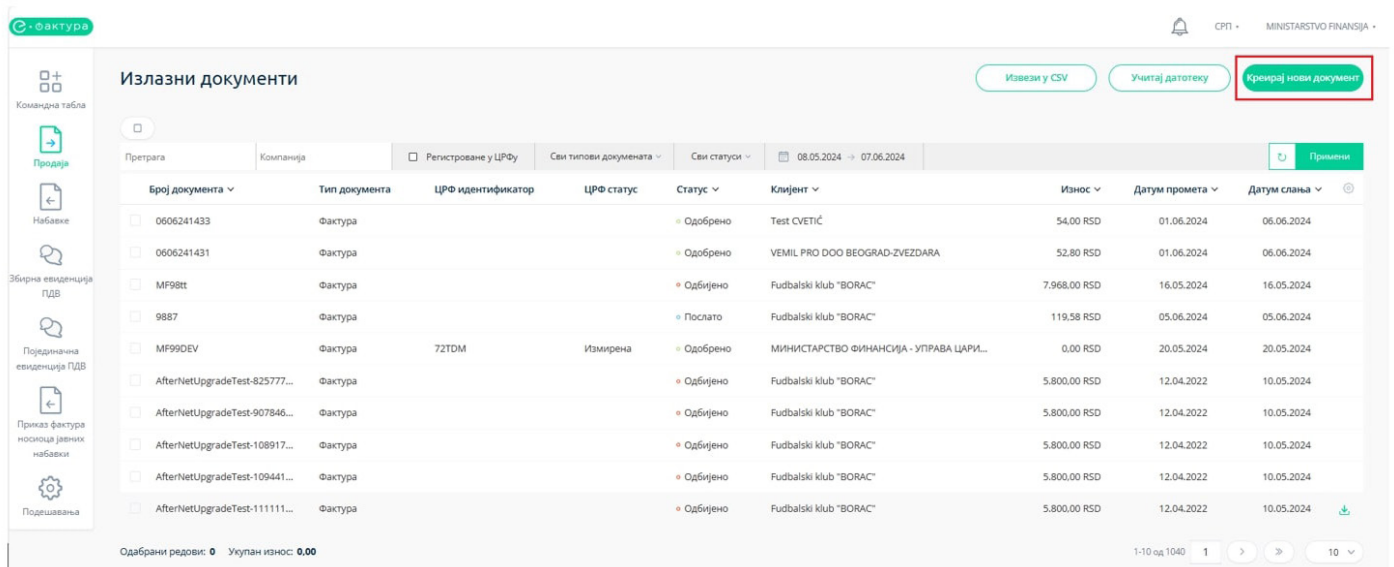 е-Фактура
СРП
MINISTARSTVO FINANSIJA
Командна табла
Продаја
Набавке
Збирна евиденција
ПДВ
Појединачна
евиденција ПДВ
Приказ фактура
носиоца јавних
набавки
Подешавања
Излазни документи
Извези у CSV
Учитај датотеку
Креирај нови документ
Претрага Компанија Регистроване у ЦРФу Сви типови докумената Сви статуси 08.05.2024 → 07.06.2024 Примени
Број документа Тип документа ЦРФ идентификатор ЦРФ статус Статус Клијент Износ Датум промета Датум слања
0606241433 Фактура Одобрено Test CVETIĆ 54,00 RSD 01.06.2024 06.06.2024
0606241431 Фактура Одобрено VEMIL PRO DOO BEOGRAD-ZVEZDARA 52,80 RSD 01.06.2024 06.06.2024
MF98tt Фактура Одбијено Fudbalski klub "BORAC" 7.968,00 RSD 16.05.2024 16.05.2024
9887 Фактура Послато Fudbalski klub "BORAC" 119,58 RSD 05.06.2024 05.06.2024
MF99DEV Фактура 72TDM Измирена Одобрено МИНИСТАРСТВО ФИНАНСИЈА - УПРАВА ЦАРИ... 0,00 RSD 20.05.2024 20.05.2024
AfterNetUpgradeTest-825777... Фактура Одбијено Fudbalski klub "BORAC" 5.800,00 RSD 12.04.2022 10.05.2024
AfterNetUpgradeTest-907846... Фактура Одбијено Fudbalski klub "BORAC" 5.800,00 RSD 12.04.2022 10.05.2024
AfterNetUpgradeTest-108917... Фактура Одбијено Fudbalski klub "BORAC" 5.800,00 RSD 12.04.2022 10.05.2024
AfterNetUpgradeTest-109441... Фактура Одбијено Fudbalski klub "BORAC" 5.800,00 RSD 12.04.2022 10.05.2024
AfterNetUpgradeTest-111111... Фактура Одбијено Fudbalski klub "BORAC" 5.800,00 RSD 12.04.2022 10.05.2024
Одабрани редови: 0 Укупан износ: 0,00
1-10 од 1040 1 10